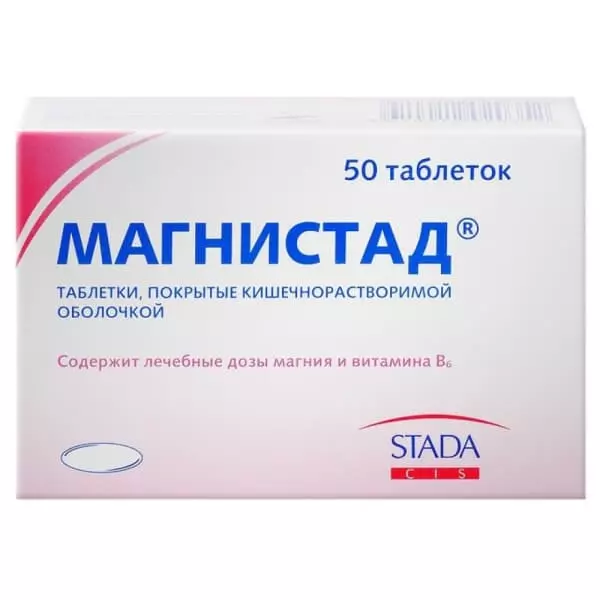 50 таблеток
МАГНИСТАД®
ТАБЛЕТКИ, ПОКРЫТЫЕ КИШЕЧНОРАСТВОРИМОЙ
ОБОЛОЧКОЙ
Содержит лечебные дозы магния и витамина B₆
STADA
CIS